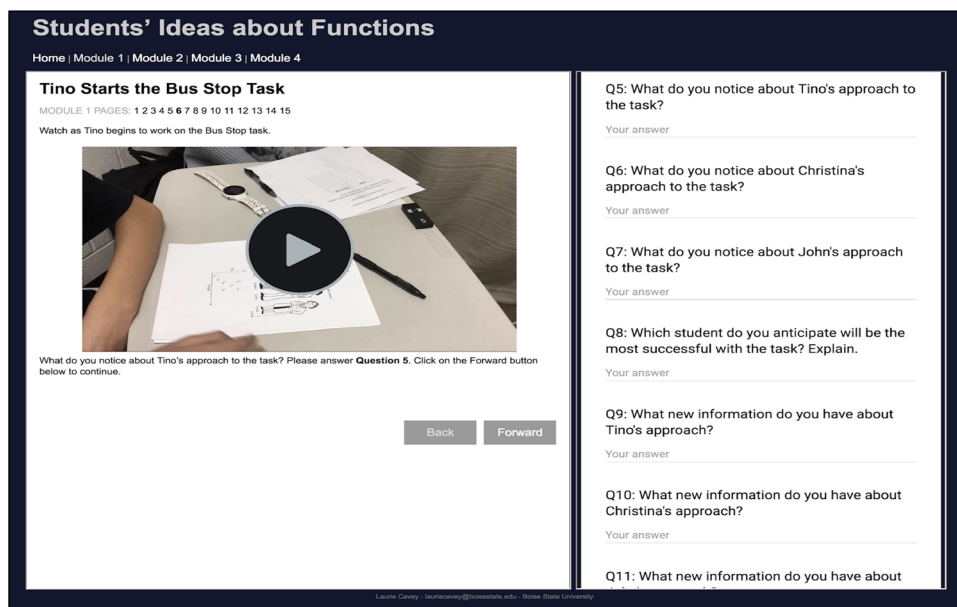 Students’ Ideas about Functions
Home | Module 1 | Module 2 | Module 3 | Module 4
Tino Starts the Bus Stop Task
MODULE 1 PAGES: 1 2 3 4 5 6 7 8 9 10 11 12 13 14 15
Watch as Tino begins to work on the Bus Stop task.
What do you notice about Tino’s approach to the task? Please answer Question 5. Click on the Forward button
below to continue.
Back
Forward
Q5: What do you notice about Tino's approach to
the task?
Your answer
Q6: What do you notice about Christina's
approach to the task?
Your answer
Q7: What do you notice about John's approach
to the task?
Your answer
Q8: Which student do you anticipate will be the
most successful with the task? Explain.
Your answer
Q9: What new information do you have about
Tino's approach?
Your answer
Q10: What new information do you have about
Christina's approach?
Your answer
Q11: What new information do you have about
Laurie Cavey - lauriecavey@boisestate.edu - Boise State University